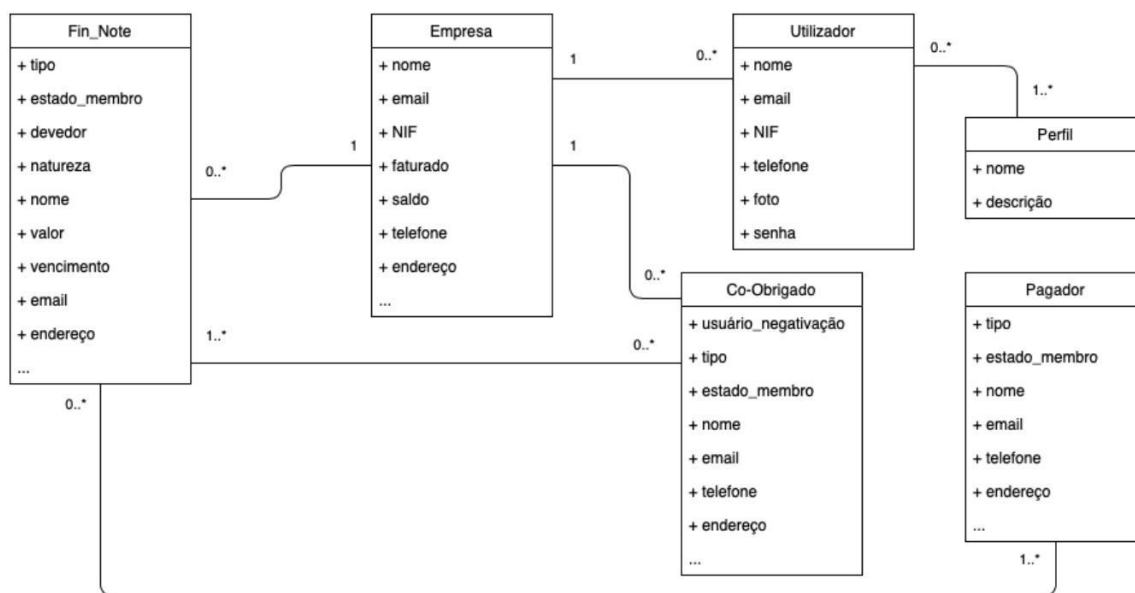 Fin_Note
+ tipo
+ estado_membro
+ devedor
+ natureza
+ nome
+ valor
+ vencimento
+ email
+ endereço
...
0..*
1..*
0..*
1
Empresa
+ nome
+ email
+ NIF
+ faturado
+ saldo
+ telefone
+ endereço
...
1
0..*
1
0..*
0..*
Utilizador
+ nome
+ email
+ NIF
+ telefone
+ foto
+ senha
0..*
1..*
Perfil
+ nome
+ descrição
Co-Obrigado
+ usuário_negativação
+ tipo
+ estado_membro
+ nome
+ email
+ telefone
+ endereço
...
Pagador
+ tipo
+ estado_membro
+ nome
+ email
+ telefone
+ endereço
...
1..*